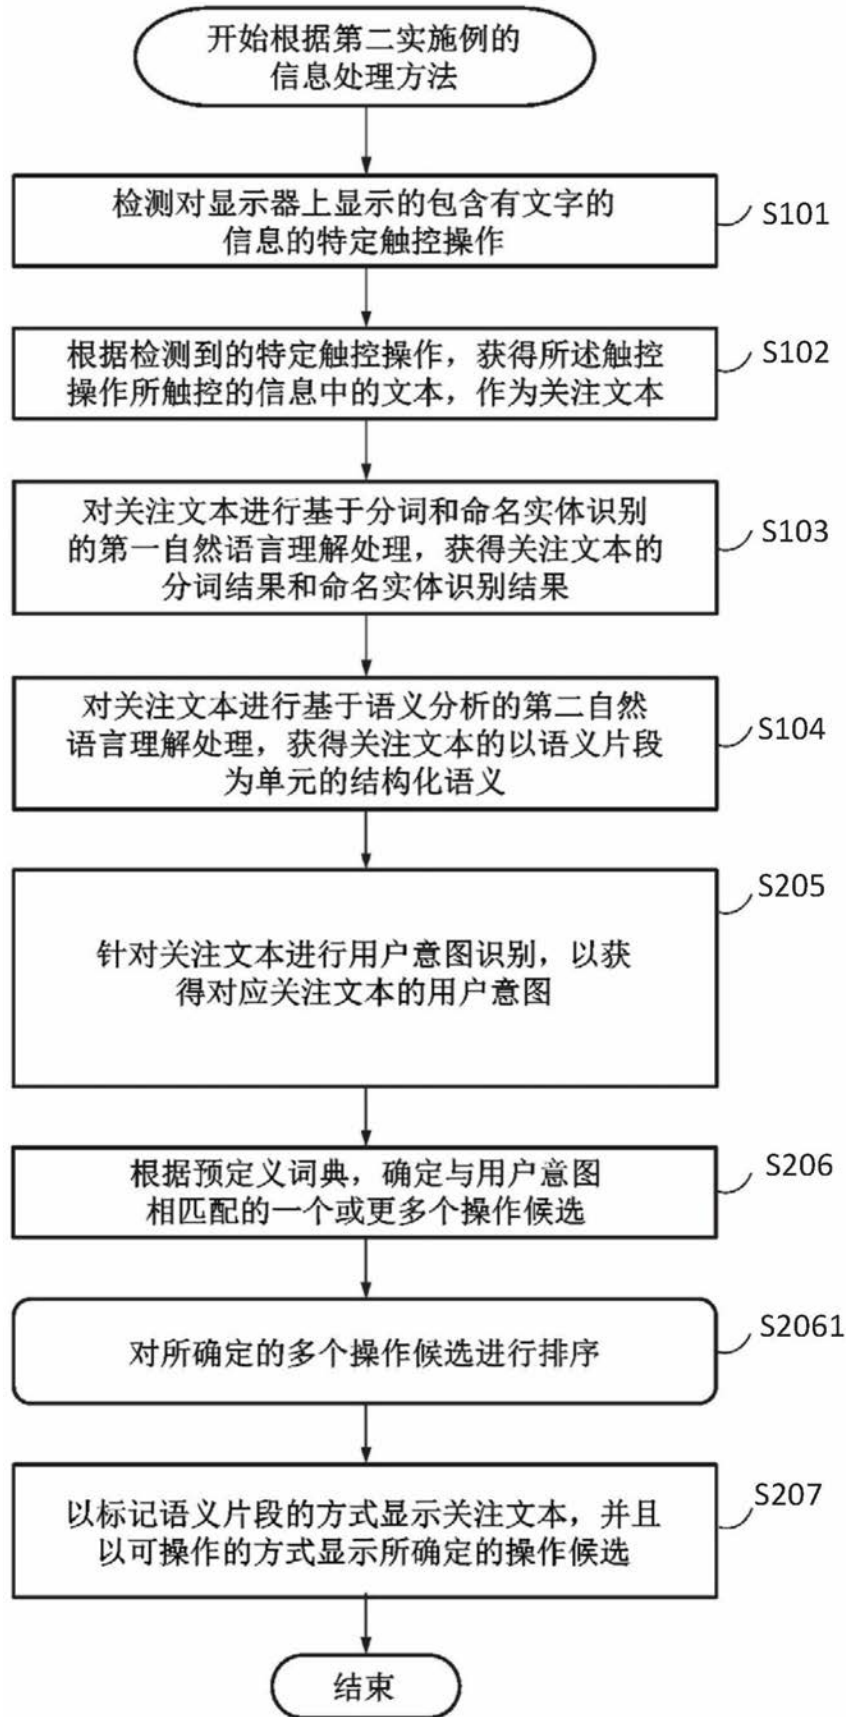 开始根据第二实施例的
信息处理方法
检测对显示器上显示的包含有文字的
信息的特定触控操作
S101
根据检测到的特定触控操作，获得所述触控
操作所触控的信息中的文本，作为关注文本
S102
对关注文本进行基于分词和命名实体识别
的第一自然语言理解处理，获得关注文本的
分词结果和命名实体识别结果
S103
对关注文本进行基于语义分析的第二自然
语言理解处理，获得关注文本的以语义片段
为单元的结构化语义
S104
针对关注文本进行用户意图识别，以获
得对应关注文本的用户意图
S205
根据预定义词典，确定与用户意图
相匹配的一个或更多个操作候选
S206
对所确定的多个操作候选进行排序
S2061
以标记语义片段的方式显示关注文本，并且
以可操作的方式显示所确定的操作候选
S207
结束